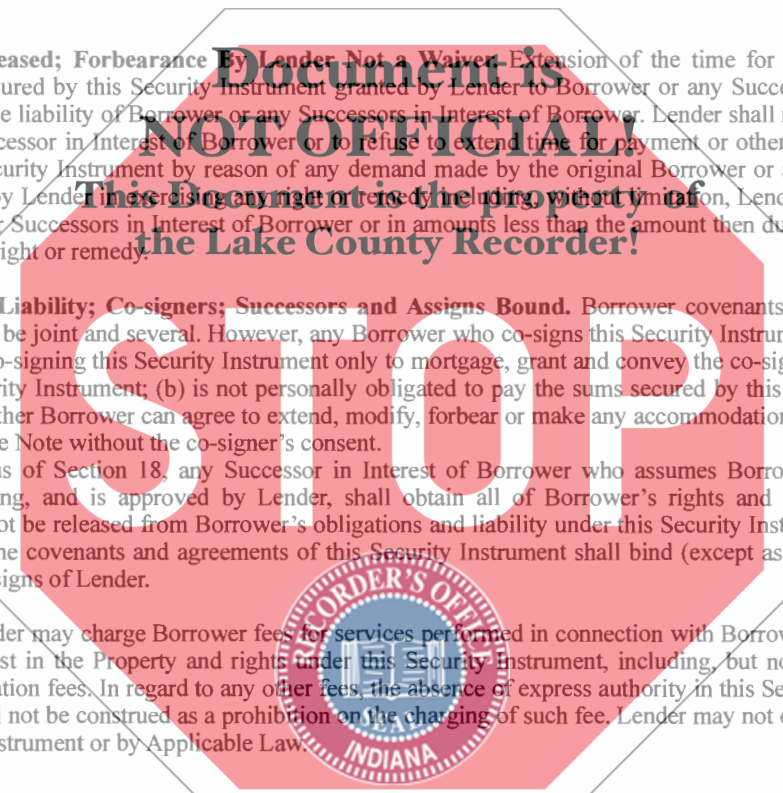 eased; Forbearance By Lender Not a Waiver. Extension of the time for
ured by this Security Instrument granted by Lender to Borrower or any Succe
e liability of Borrower or any Successors in Interest of Borrower. Lender shall
cessor in Interest of Borrower or to refuse to extend time for payment or other
curity Instrument by reason of any demand made by the original Borrower or
by Lender in exercising any right or remedy including, without limitation, Lend
r Successors in Interest of Borrower or in amounts less than the amount then du
right or remedy.
Document is
NOT OFFICIAL!
This Document is the property of
the Lake County Recorder!
Liability; Co-signers; Successors and Assigns Bound. Borrower covenants
be joint and several. However, any Borrower who co-signs this Security Instrum
o-signing this Security Instrument only to mortgage, grant and convey the co-sig
rity Instrument; (b) is not personally obligated to pay the sums secured by this
ther Borrower can agree to extend, modify, forbear or make any accommodation
e Note without the co-signer's consent.
ns of Section 18, any Successor in Interest of Borrower who assumes Borro
ng, and is approved by Lender, shall obtain all of Borrower's rights and
ot be released from Borrower's obligations and liability under this Security Inst
he covenants and agreements of this Security Instrument shall bind (except as
signs of Lender.
STOP
der may charge Borrower fees for services performed in connection with Borrow
st in the Property and rights under this Security Instrument, including, but no
ation fees. In regard to any other fees, the absence of express authority in this Se
l not be construed as a prohibition on the charging of such fee. Lender may not
strument or by Applicable Law.
RECORDER'S OFFICE
SEAL
INDIANA